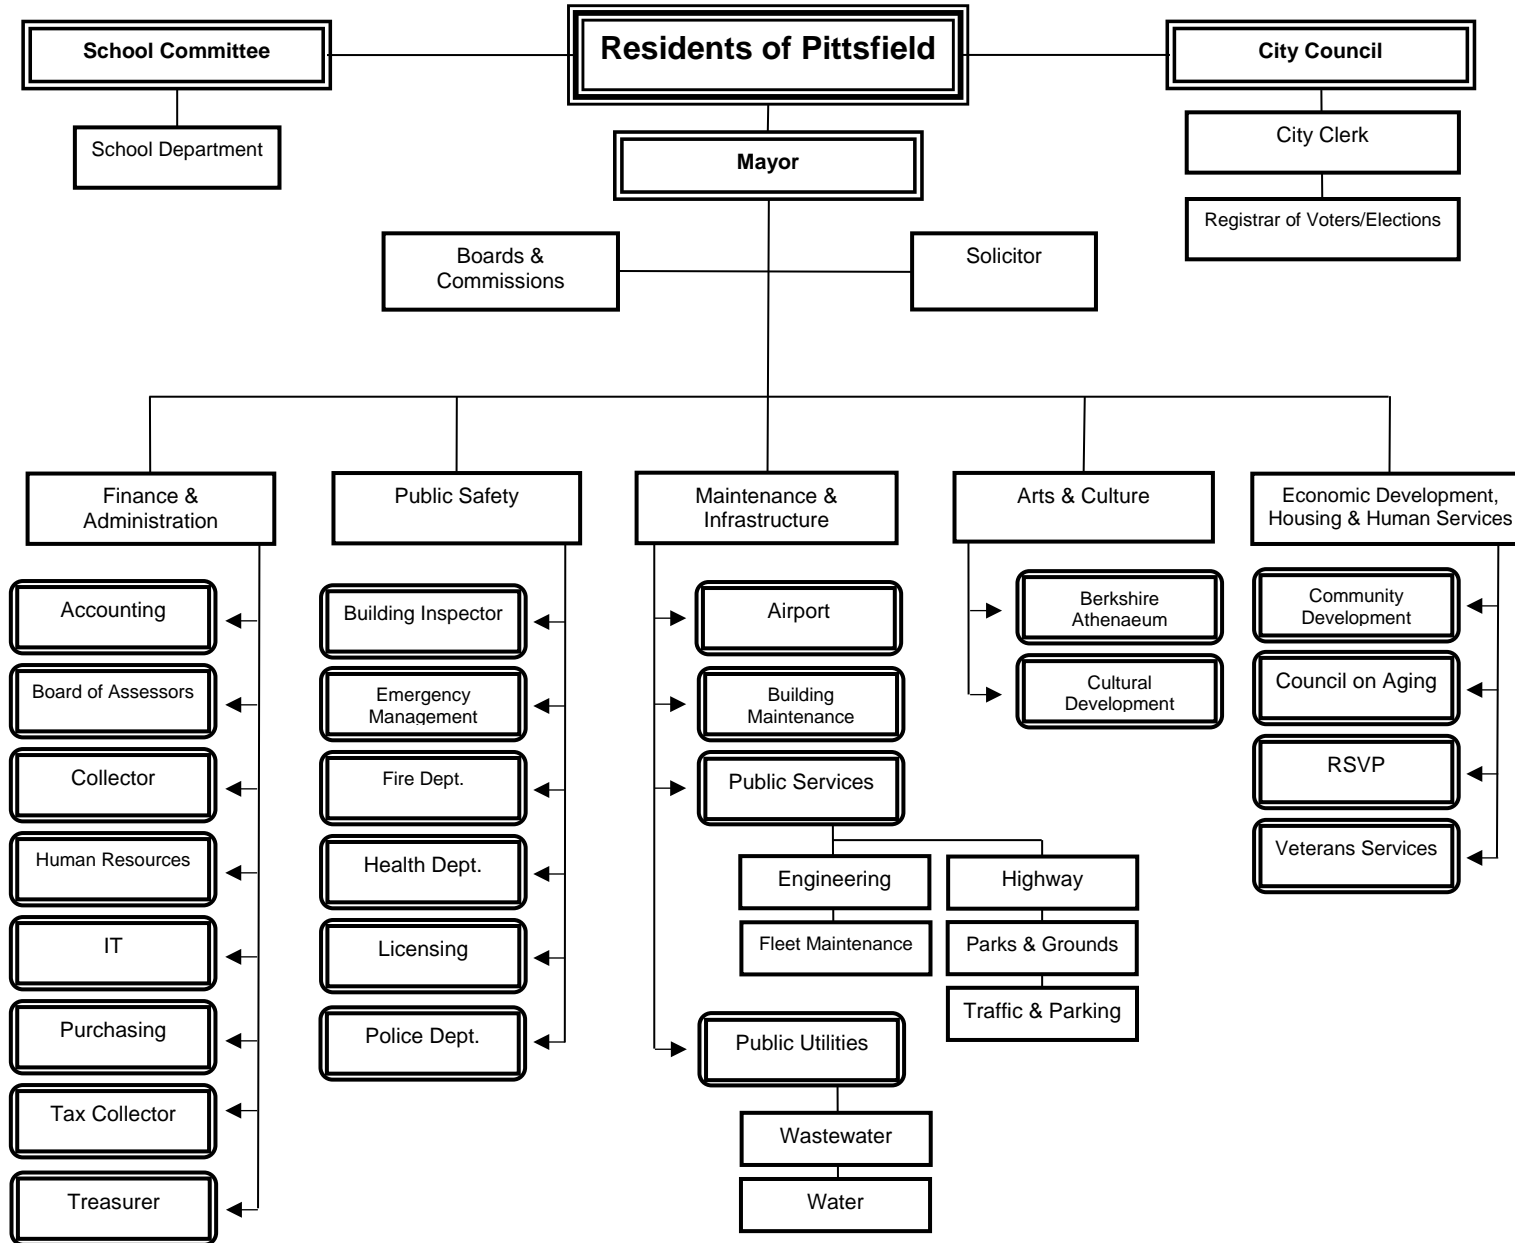 School Committee
Residents of Pittsfield
City Council
School Department
Mayor
City Clerk
Registrar of Voters/Elections
Boards &
Commissions
Solicitor
Finance &
Administration
Public Safety
Maintenance &
Infrastructure
Arts & Culture
Economic Development,
Housing & Human Services
Accounting
Board of Assessors
Collector
Human Resources
IT
Purchasing
Tax Collector
Treasurer
Building Inspector
Emergency
Management
Fire Dept.
Health Dept.
Licensing
Police Dept.
Airport
Building
Maintenance
Public Services
Engineering
Fleet Maintenance
Highway
Parks & Grounds
Traffic & Parking
Public Utilities
Wastewater
Water
Berkshire
Athenaeum
Cultural
Development
Community
Development
Council on Aging
RSVP
Veterans Services